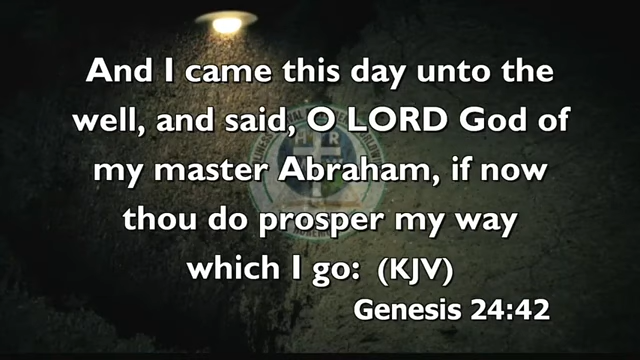 And I came this day unto the
well, and said, O LORD God of
my master Abraham, if now
thou do prosper my way
which I go: (KJV)
Genesis 24:42